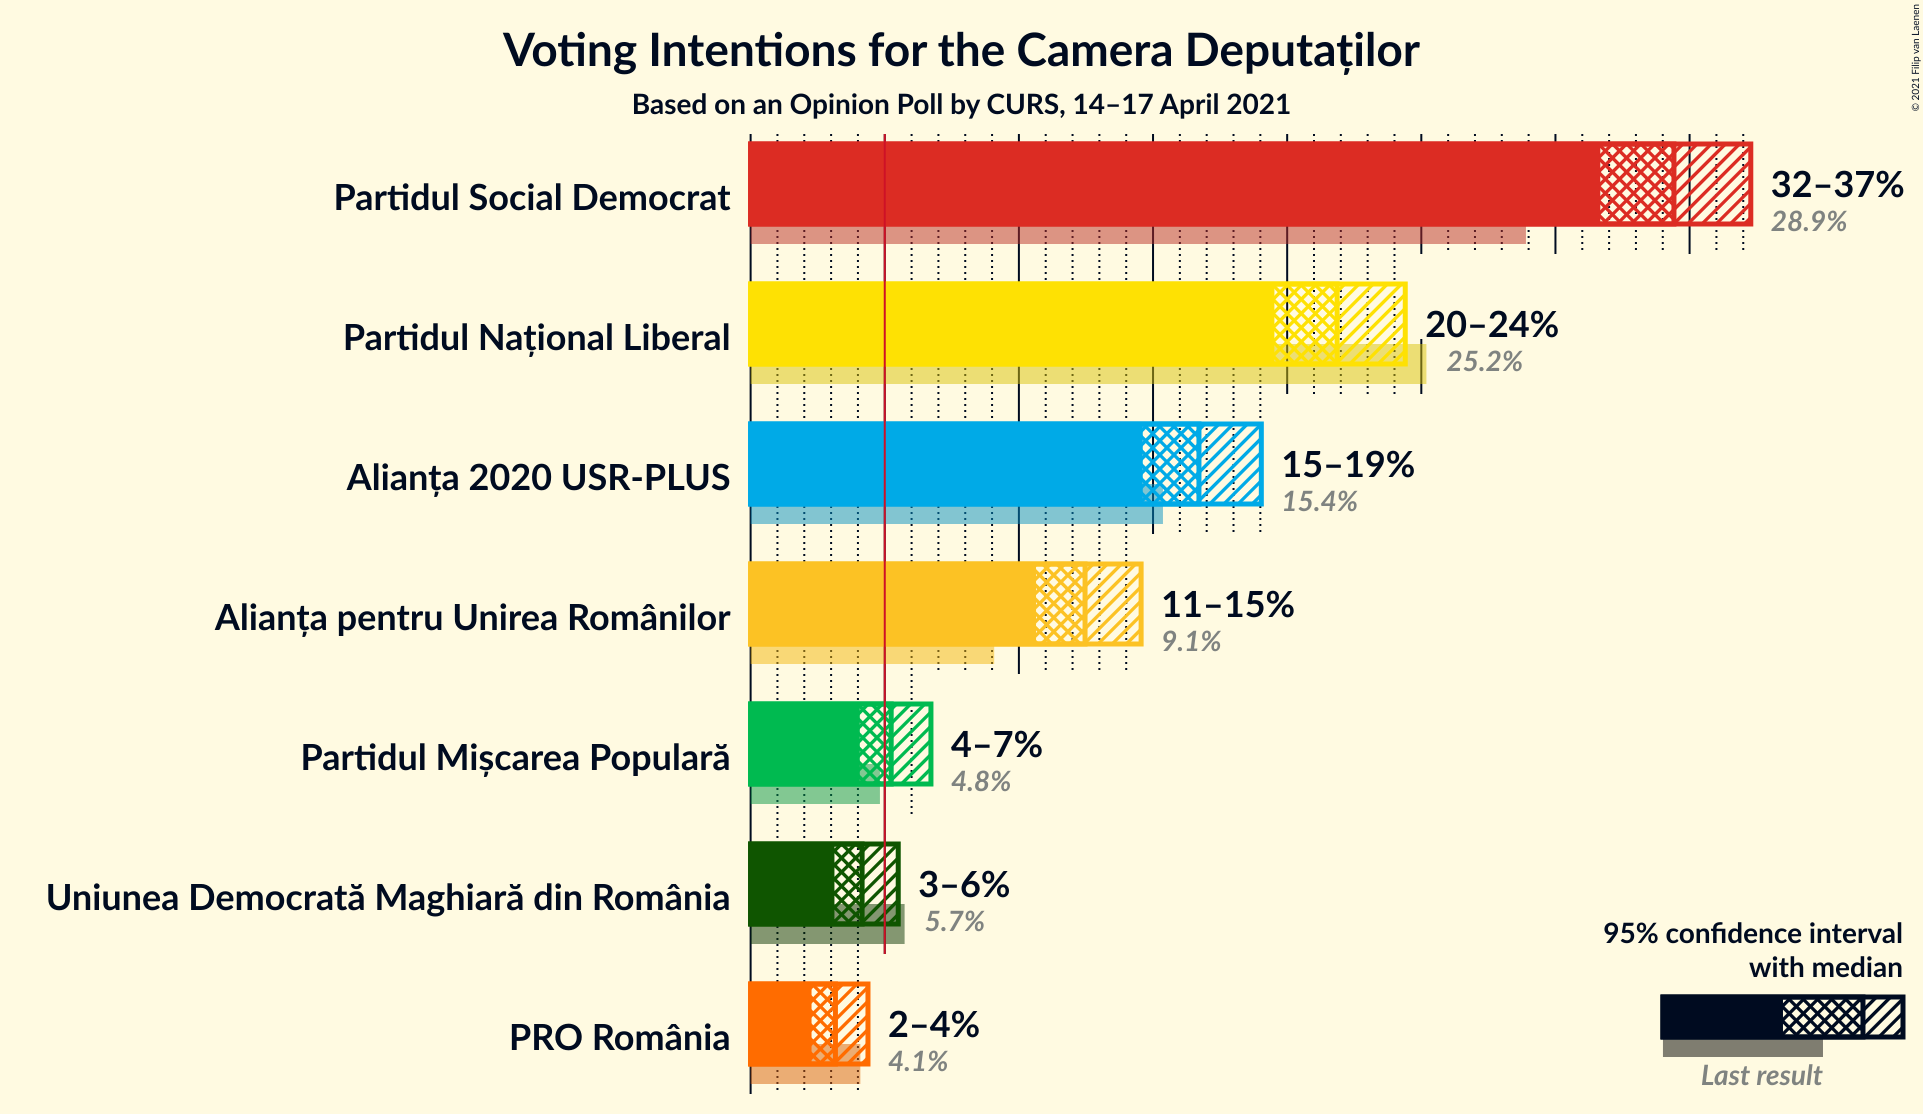 Voting Intentions for the Camera Deputaților
Based on an Opinion Poll by CURS, 14–17 April 2021
© 2021 Filip van Laenen
Partidul Social Democrat
32–37%
28.9%
Partidul Național Liberal
20–24%
25.2%
Alianța 2020 USR-PLUS
15–19%
15.4%
Alianța pentru Unirea Românilor
11–15%
9.1%
Partidul Mișcarea Populară
4–7%
4.8%
Uniunea Democrată Maghiară din România
3–6%
5.7%
PRO România
2–4%
4.1%
95% confidence interval
with median
Last result